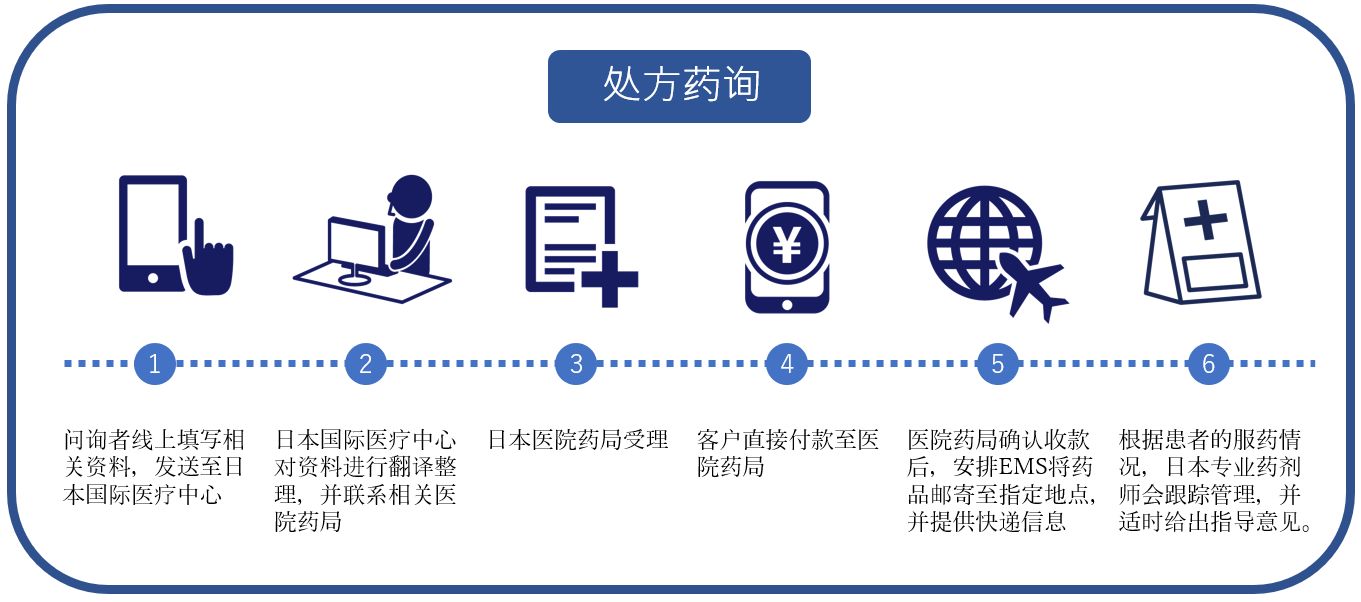 处方药询
¥
1
2
3
4
5
6
问询者线上填写相
关资料，发送至日
本国际医疗中心
日本国际医疗中心
对资料进行翻译整
理，并联系相关医
院药局
日本医院药局受理
客户直接付款至医
院药局
医院药局确认收款
后，安排EMS将药
品邮寄至指定地点,
并提供快递信息
根据患者的服药情
况，日本专业药剂
师会跟踪管理，并
适时给出指导意见。